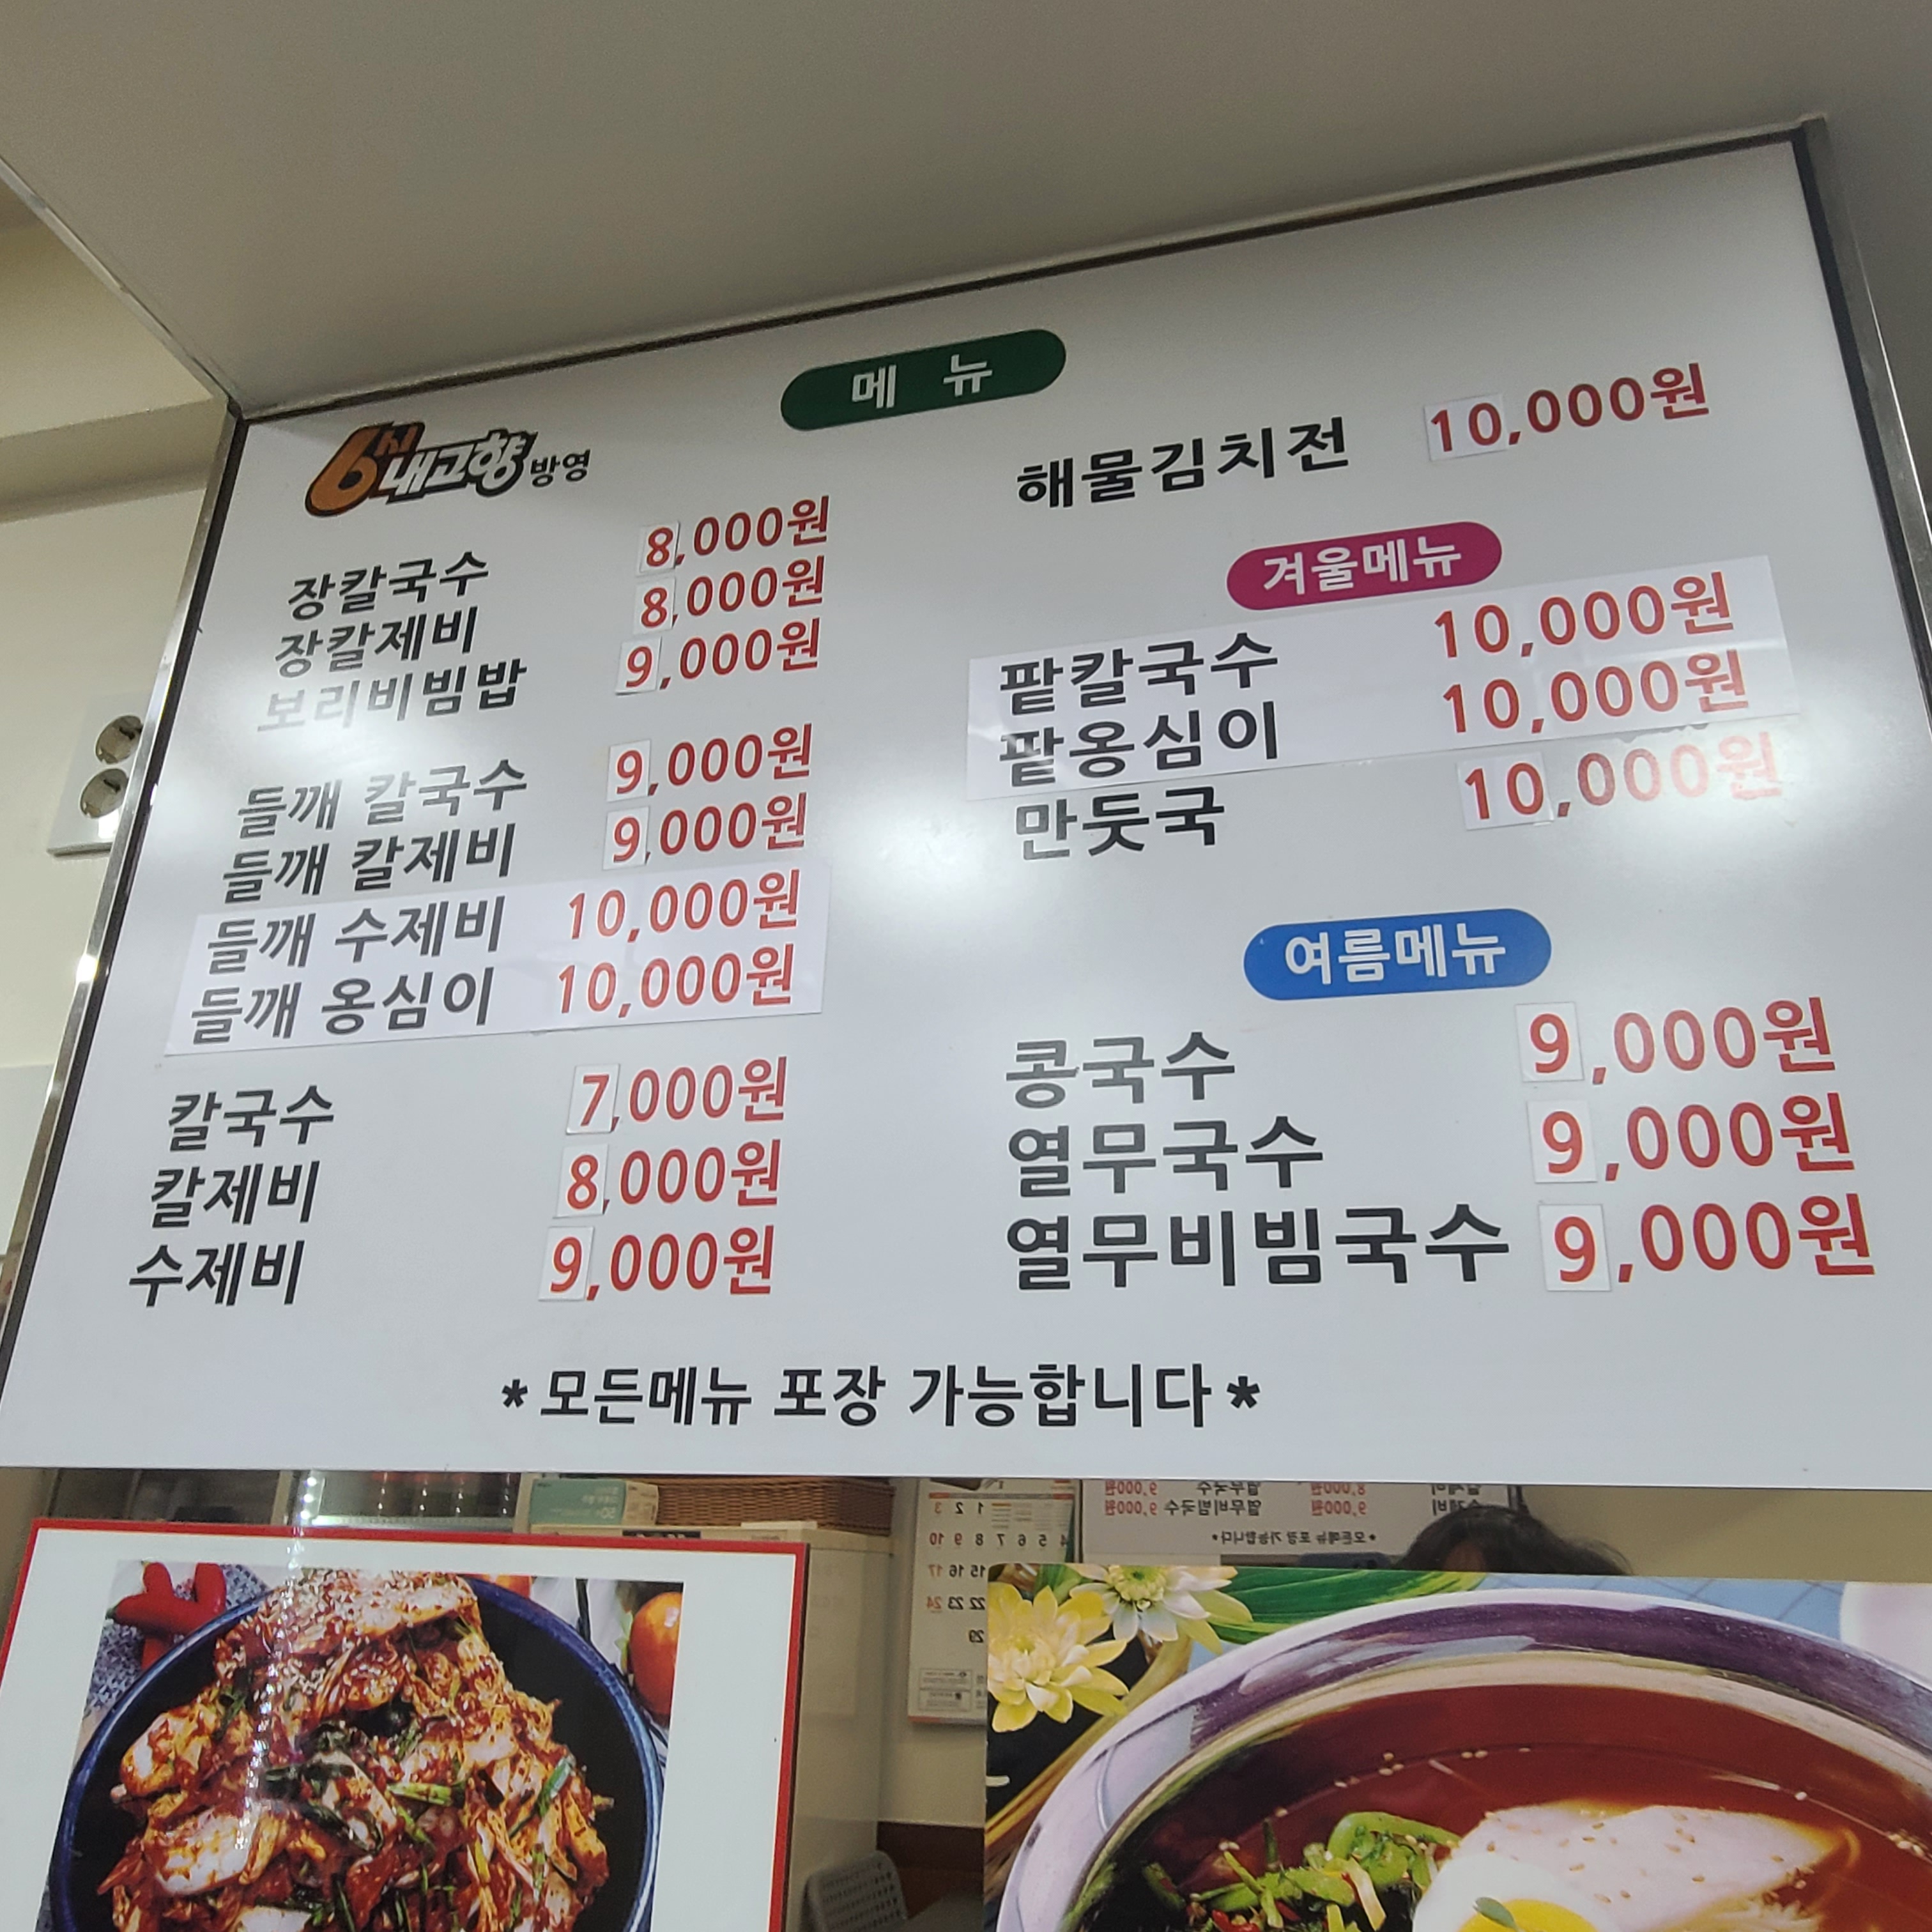 메 뉴
6시 내고향 방영
장칼국수 8,000원
장칼제비 8,000원
보리비빔밥 9,000원
들깨 칼국수 9,000원
들깨 칼제비 9,000원
들깨 수제비 10,000원
들깨 옹심이 10,000원
칼국수 7,000원
칼제비 8,000원
수제비 9,000원
해물김치전 10,000원
겨울메뉴
팥칼국수 10,000원
팥옹심이 10,000원
만둣국 10,000원
여름메뉴
콩국수 9,000원
열무국수 9,000원
열무비빔국수 9,000원
*모든메뉴 포장 가능합니다*